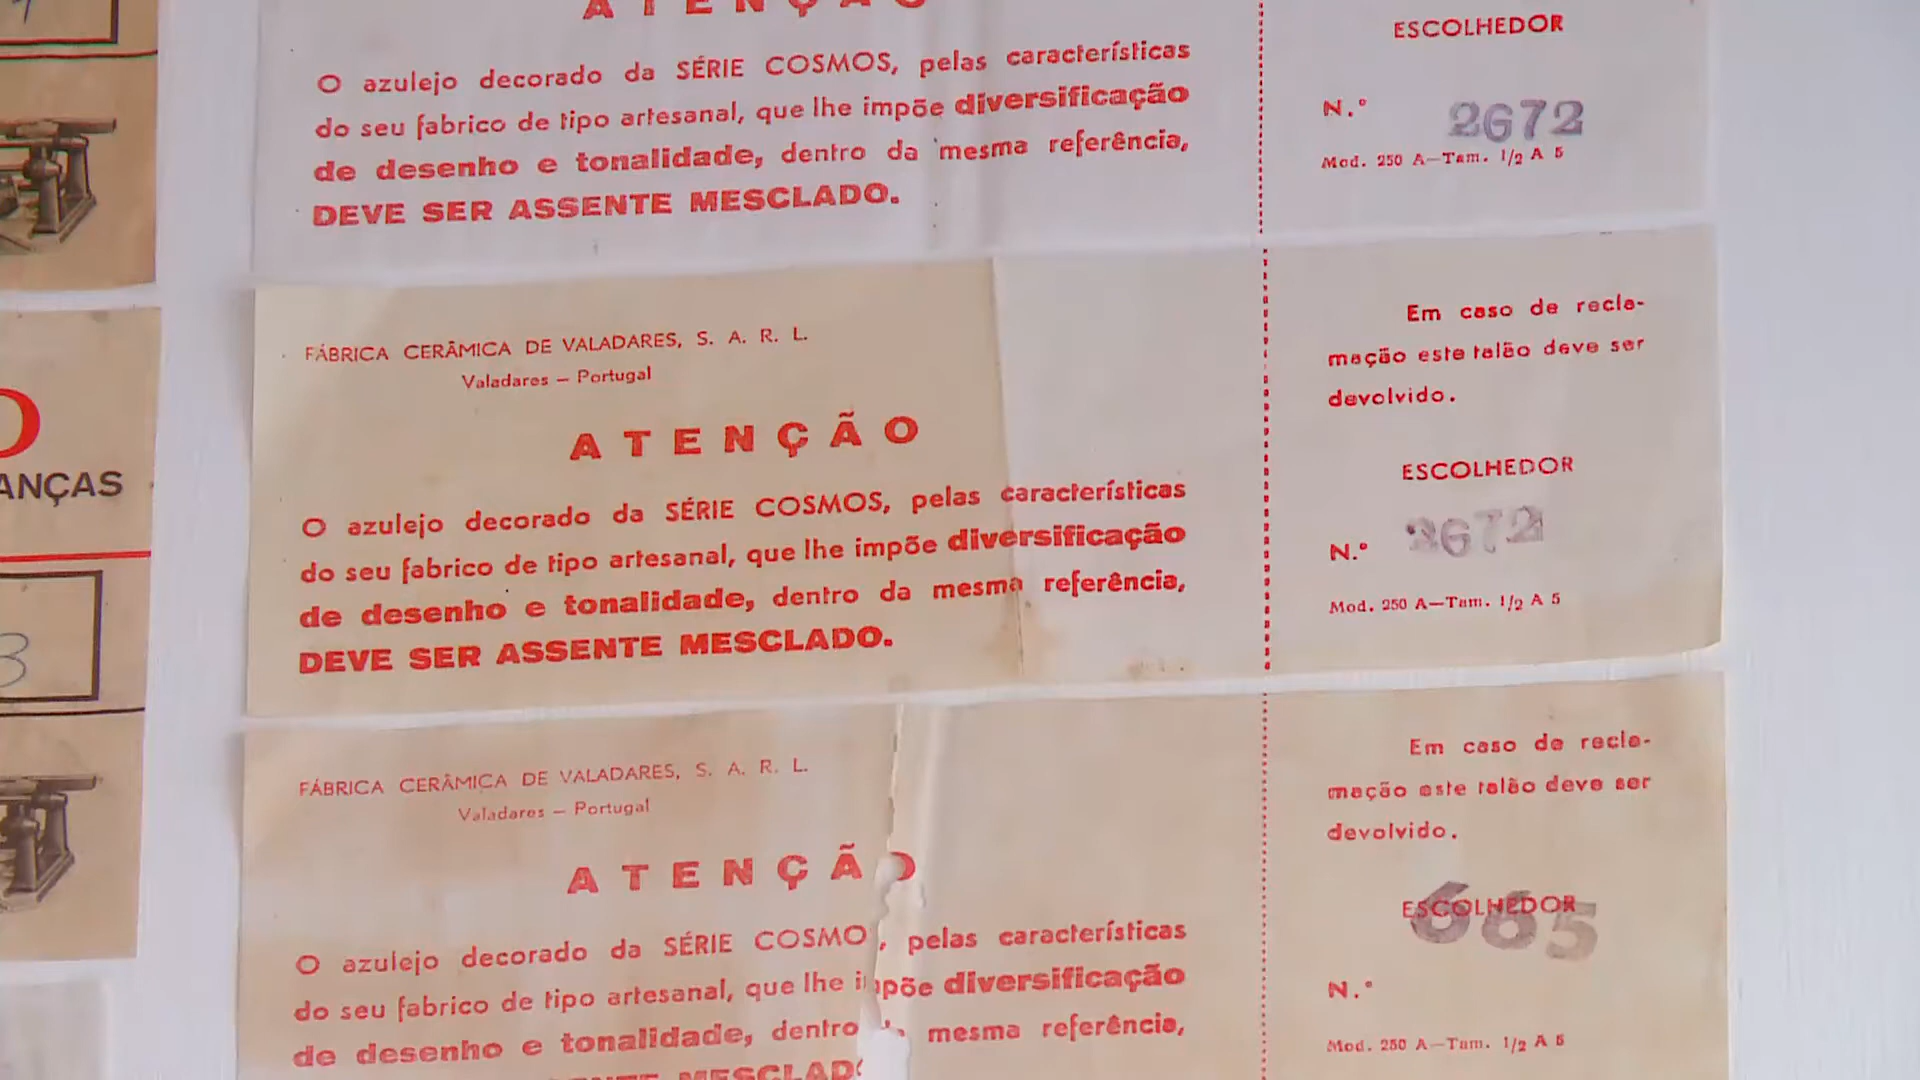 ATENÇÃO
O azulejo decorado da SÉRIE COSMOS, pelas características
do seu fabrico de tipo artesanal, que lhe impõe diversificação
de desenho e tonalidade, dentro da mesma referência,
DEVE SER ASSENTE MESCLADO.
ESCOLHEDOR
N.º 2672
Mod. 250 A—Tam. 1/2 A 5
FÁBRICA CERÂMICA DE VALADARES, S. A. R. L.
Valadares — Portugal
ATENÇÃO
O azulejo decorado da SÉRIE COSMOS, pelas características
do seu fabrico de tipo artesanal, que lhe impõe diversificação
de desenho e tonalidade, dentro da mesma referência,
DEVE SER ASSENTE MESCLADO.
Em caso de recla-
mação este talão deve ser
devolvido.
ESCOLHEDOR
N.º 2672
Mod. 250 A—Tam. 1/2 A 5
FÁBRICA CERÂMICA DE VALADARES, S. A. R. L.
Valadares — Portugal
ATENÇÃO
O azulejo decorado da SÉRIE COSMO , pelas características
do seu fabrico de tipo artesanal, que lhe impõe diversificação
de desenho e tonalidade, dentro mesma referência,
MESCLAD
Em caso de recla-
mação este talão deve ser
devolvido.
ESCOLHEDOR
665
N.º
Mod. 250 A—Tam. 1/2 A 5
ANÇAS
3